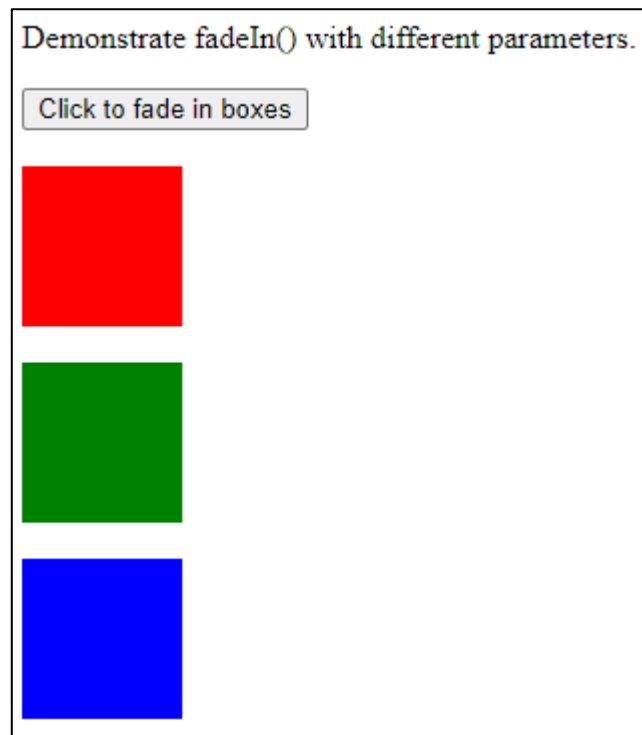 Demonstrate fadeIn() with different parameters.
Click to fade in boxes